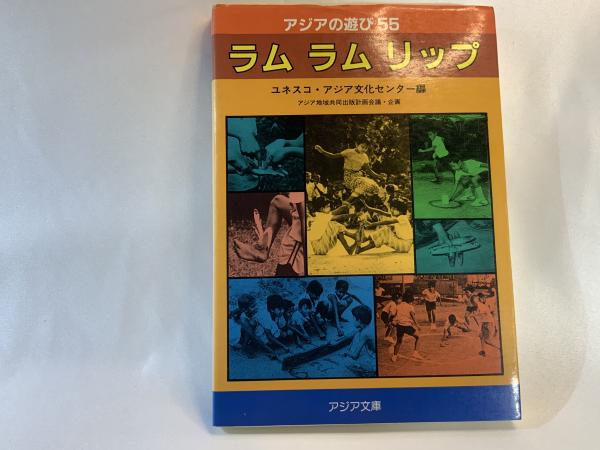 アジアの遊び55
ラム ラム リップ
ユネスコ・アジア文化センター編
アジア地域共同出版計画会議・企画
アジア文庫